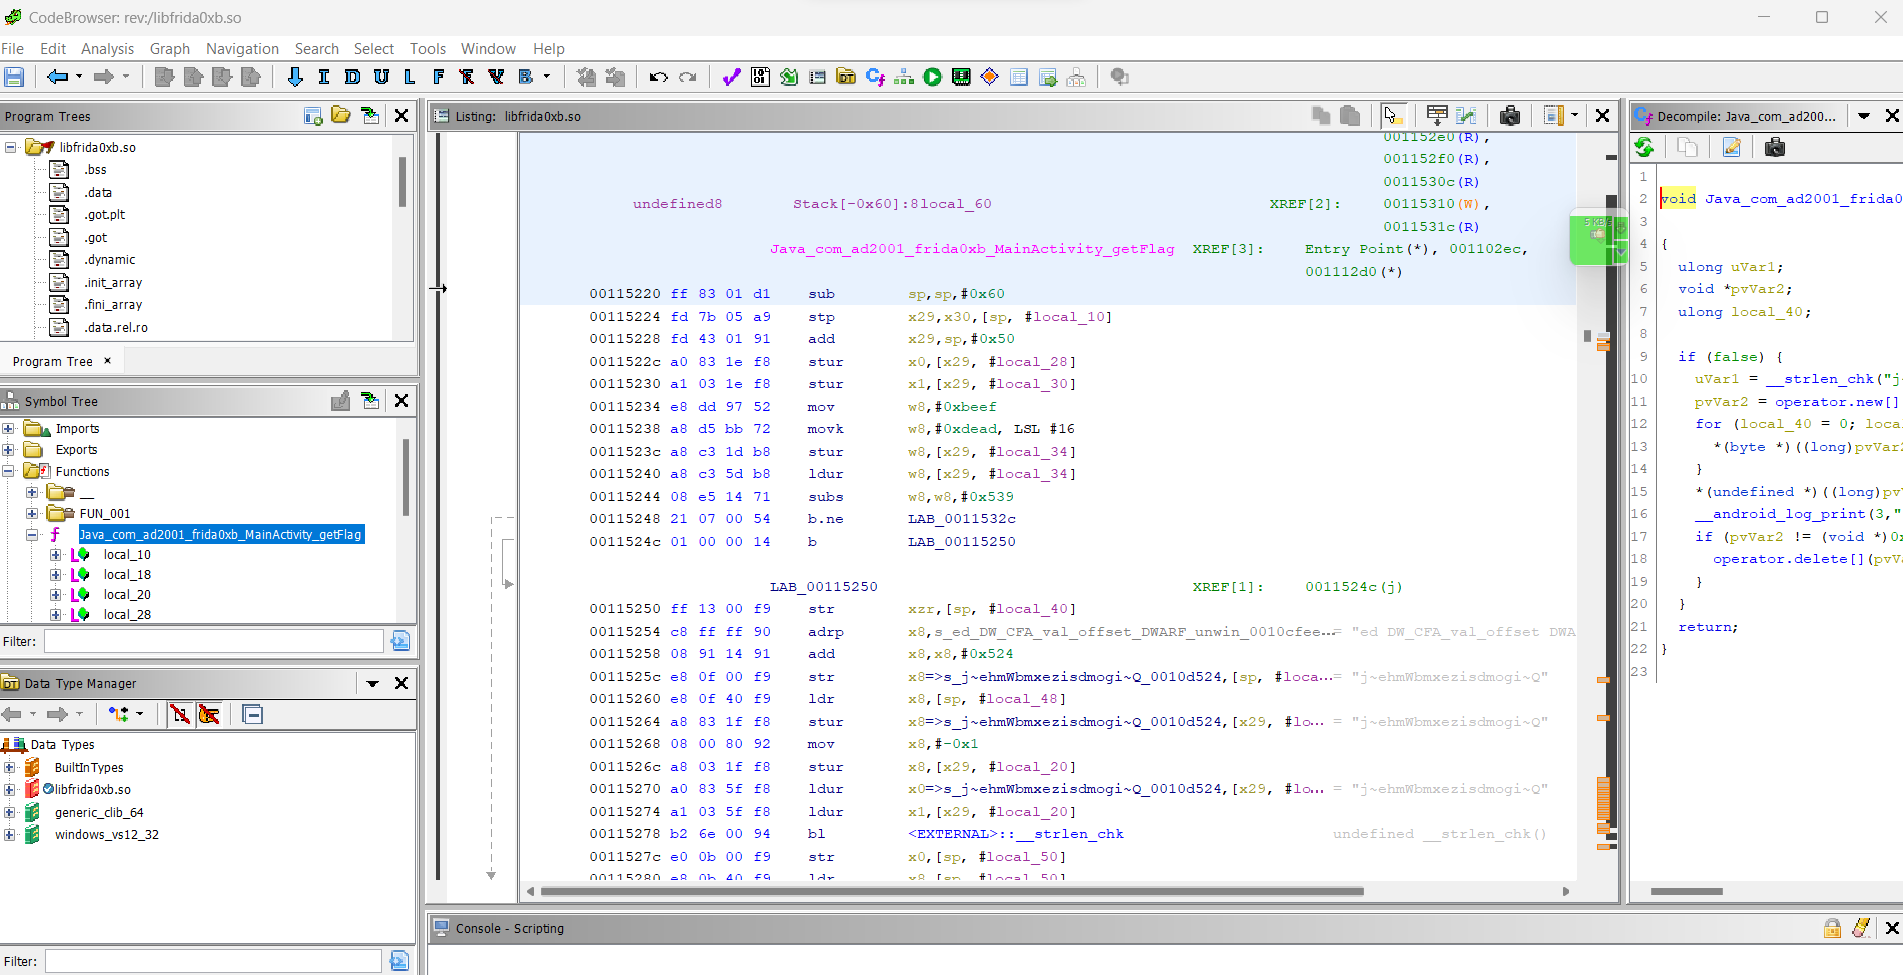 CodeBrowser: rev:/libfrida0xb.so
File Edit Analysis Graph Navigation Search Select Tools Window Help
I D U L F F V B
Program Trees
libfrida0xb.so
.bss
.data
.got.plt
.got
.dynamic
.init_array
.fini_array
.data.rel.ro
Program Tree ×
Symbol Tree
Imports
Exports
Functions
__
FUN_001
f Java_com_ad2001_frida0xb_MainActivity_getFlag
local_10
local_18
local_20
local_28
Filter:
Data Type Manager
Data Types
BuiltInTypes
libfrida0xb.so
generic_clib_64
windows_vs12_32
Filter:
Listing: libfrida0xb.so
001152e0(R),
001152f0(R),
0011530c(R)
undefined8 Stack[-0x60]:8local_60 XREF[2]: 00115310(W),
0011531c(R)
Java_com_ad2001_frida0xb_MainActivity_getFlag XREF[3]: Entry Point(*), 001102ec,
001112d0(*)
00115220 ff 83 01 d1 sub sp,sp,#0x60
00115224 fd 7b 05 a9 stp x29,x30,[sp, #local_10]
00115228 fd 43 01 91 add x29,sp,#0x50
0011522c a0 83 1e f8 stur x0,[x29, #local_28]
00115230 a1 03 1e f8 stur x1,[x29, #local_30]
00115234 e8 dd 97 52 mov w8,#0xbeef
00115238 a8 d5 bb 72 movk w8,#0xdead, LSL #16
0011523c a8 c3 1d b8 stur w8,[x29, #local_34]
00115240 a8 c3 5d b8 ldur w8,[x29, #local_34]
00115244 08 e5 14 71 subs w8,w8,#0x539
00115248 21 07 00 54 b.ne LAB_0011532c
0011524c 01 00 00 14 b LAB_00115250
LAB_00115250 XREF[1]: 0011524c(j)
00115250 ff 13 00 f9 str xzr,[sp, #local_40]
00115254 c8 ff ff 90 adrp x8,s_ed_DW_CFA_val_offset_DWARF_unwin_0010cfee... = "ed DW_CFA_val_offset DWA
00115258 08 91 14 91 add x8,x8,#0x524
0011525c e8 0f 00 f9 str x8=>s_j~ehmWbmxezisdmogi~Q_0010d524,[sp, #loca... = "j~ehmWbmxezisdmogi~Q"
00115260 e8 0f 40 f9 ldr x8,[sp, #local_48]
00115264 a8 83 1f f8 stur x8=>s_j~ehmWbmxezisdmogi~Q_0010d524,[x29, #lo... = "j~ehmWbmxezisdmogi~Q"
00115268 08 00 80 92 mov x8,#-0x1
0011526c a8 03 1f f8 stur x8,[x29, #local_20]
00115270 a0 83 5f f8 ldur x0=>s_j~ehmWbmxezisdmogi~Q_0010d524,[x29, #lo... = "j~ehmWbmxezisdmogi~Q"
00115274 a1 03 5f f8 ldur x1,[x29, #local_20]
00115278 b2 6e 00 94 bl <EXTERNAL>::__strlen_chk undefined __strlen_chk()
0011527c e0 0b 00 f9 str x0,[sp, #local_50]
00115280 e8 0b 40 f9 ldr x8,[sp, #local_50]
Console - Scripting
Decompile: Java_com_ad200...
1
2 void Java_com_ad2001_frida0
3
4 {
5 ulong uVar1;
6 void *pvVar2;
7 ulong local_40;
8
9 if (false) {
10 uVar1 = __strlen_chk("j~
11 pvVar2 = operator.new[]
12 for (local_40 = 0; loca
13 *(byte *)((long)pvVar2
14 }
15 *(undefined *)((long)pv
16 __android_log_print(3,"
17 if (pvVar2 != (void *)0x
18 operator.delete[](pvVa
19 }
20 }
21 return;
22 }
23